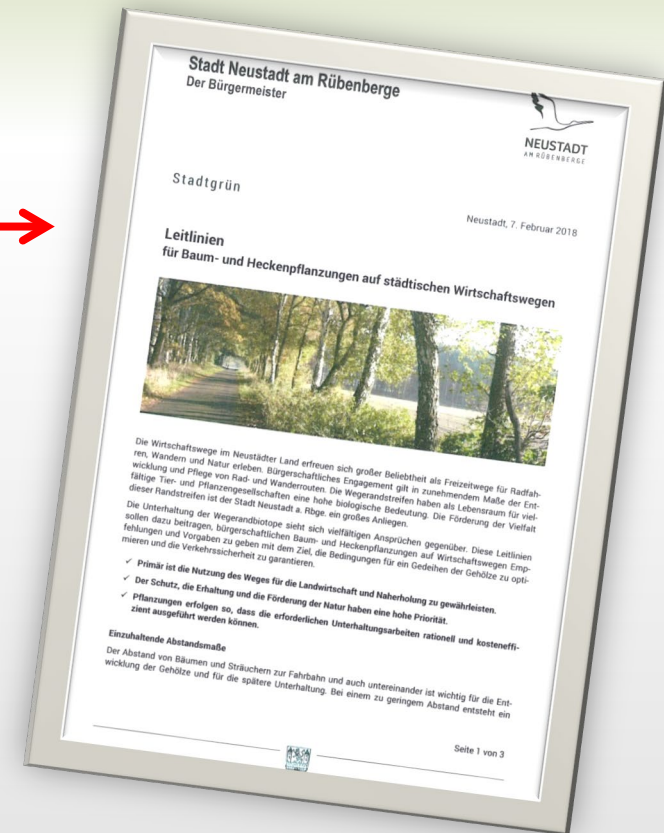 Stadt Neustadt am Rübenberge
Der Bürgermeister
NEUSTADT
AM RÜBENBERGE
Stadtgrün
Neustadt, 7. Februar 2018
Leitlinien
für Baum- und Heckenpflanzungen auf städtischen Wirtschaftswegen
Die Wirtschaftswege im Neustädter Land erfreuen sich großer Beliebtheit als Freizeitwege für Radfah-
ren, Wandern und Natur erleben. Bürgerschaftliches Engagement gilt in zunehmendem Maße der Ent-
wicklung und Pflege von Rad- und Wanderrouten. Die Wegerandstreifen haben als Lebensraum für viel-
fältige Tier- und Pflanzengesellschaften eine hohe biologische Bedeutung. Die Förderung der Vielfalt
dieser Randstreifen ist der Stadt Neustadt a. Rbge. ein großes Anliegen.
Die Unterhaltung der Wegerandbiotope sieht sich vielfältigen Ansprüchen gegenüber. Diese Leitlinien
sollen dazu beitragen, bürgerschaftlichen Baum- und Heckenpflanzungen auf Wirtschaftswegen Emp-
fehlungen und Vorgaben zu geben mit dem Ziel, die Bedingungen für ein Gedeihen der Gehölze zu opti-
mieren und die Verkehrssicherheit zu garantieren.
✓ Primär ist die Nutzung des Weges für die Landwirtschaft und Naherholung zu gewährleisten.
✓ Der Schutz, die Erhaltung und die Förderung der Natur haben eine hohe Priorität.
✓ Pflanzungen erfolgen so, dass die erforderlichen Unterhaltungsarbeiten rationell und kosteneffi-
zient ausgeführt werden können.
Einzuhaltende Abstandsmaße
Der Abstand von Bäumen und Sträuchern zur Fahrbahn und auch untereinander ist wichtig für die Ent-
wicklung der Gehölze und für die spätere Unterhaltung. Bei einem zu geringem Abstand entsteht ein
Seite 1 von 3